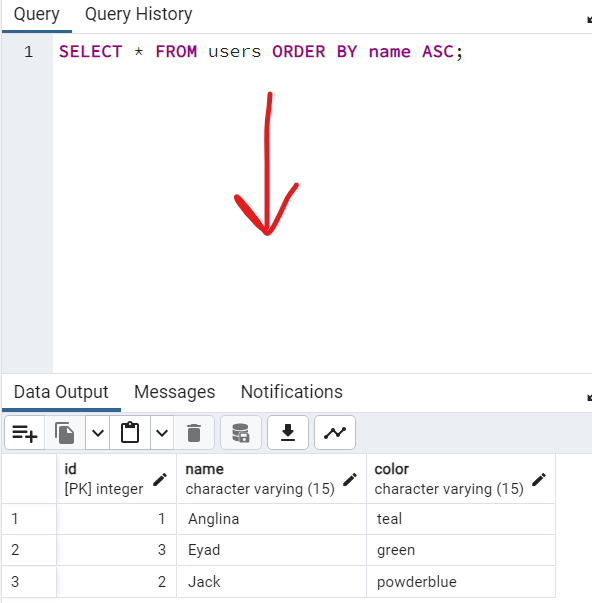 Query Query History
1 SELECT * FROM users ORDER BY name ASC;
Data Output Messages Notifications
id name color
[PK] integer character varying (15) character varying (15)
1 1 Anglina teal
2 3 Eyad green
3 2 Jack powderblue